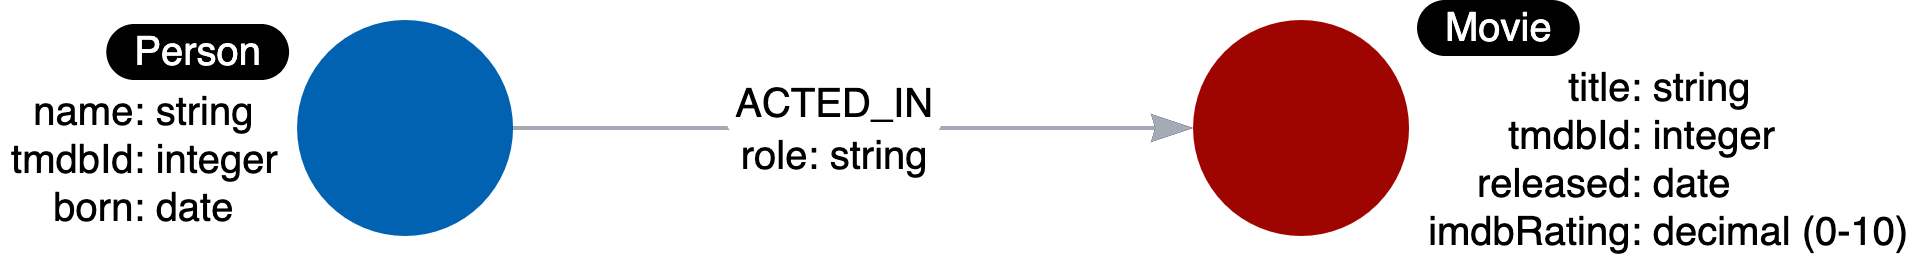 Person
name: string
tmdbId: integer
born: date
ACTED_IN
role: string
Movie
title: string
tmdbId: integer
released: date
imdbRating: decimal (0-10)